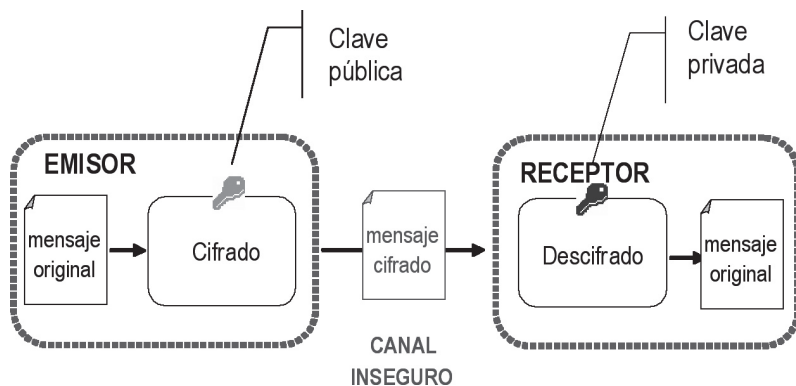 Clave
pública
Clave
privada
EMISOR
mensaje
original
Cifrado
mensaje
cifrado
CANAL
INSEGURO
RECEPTOR
Descifrado
mensaje
original